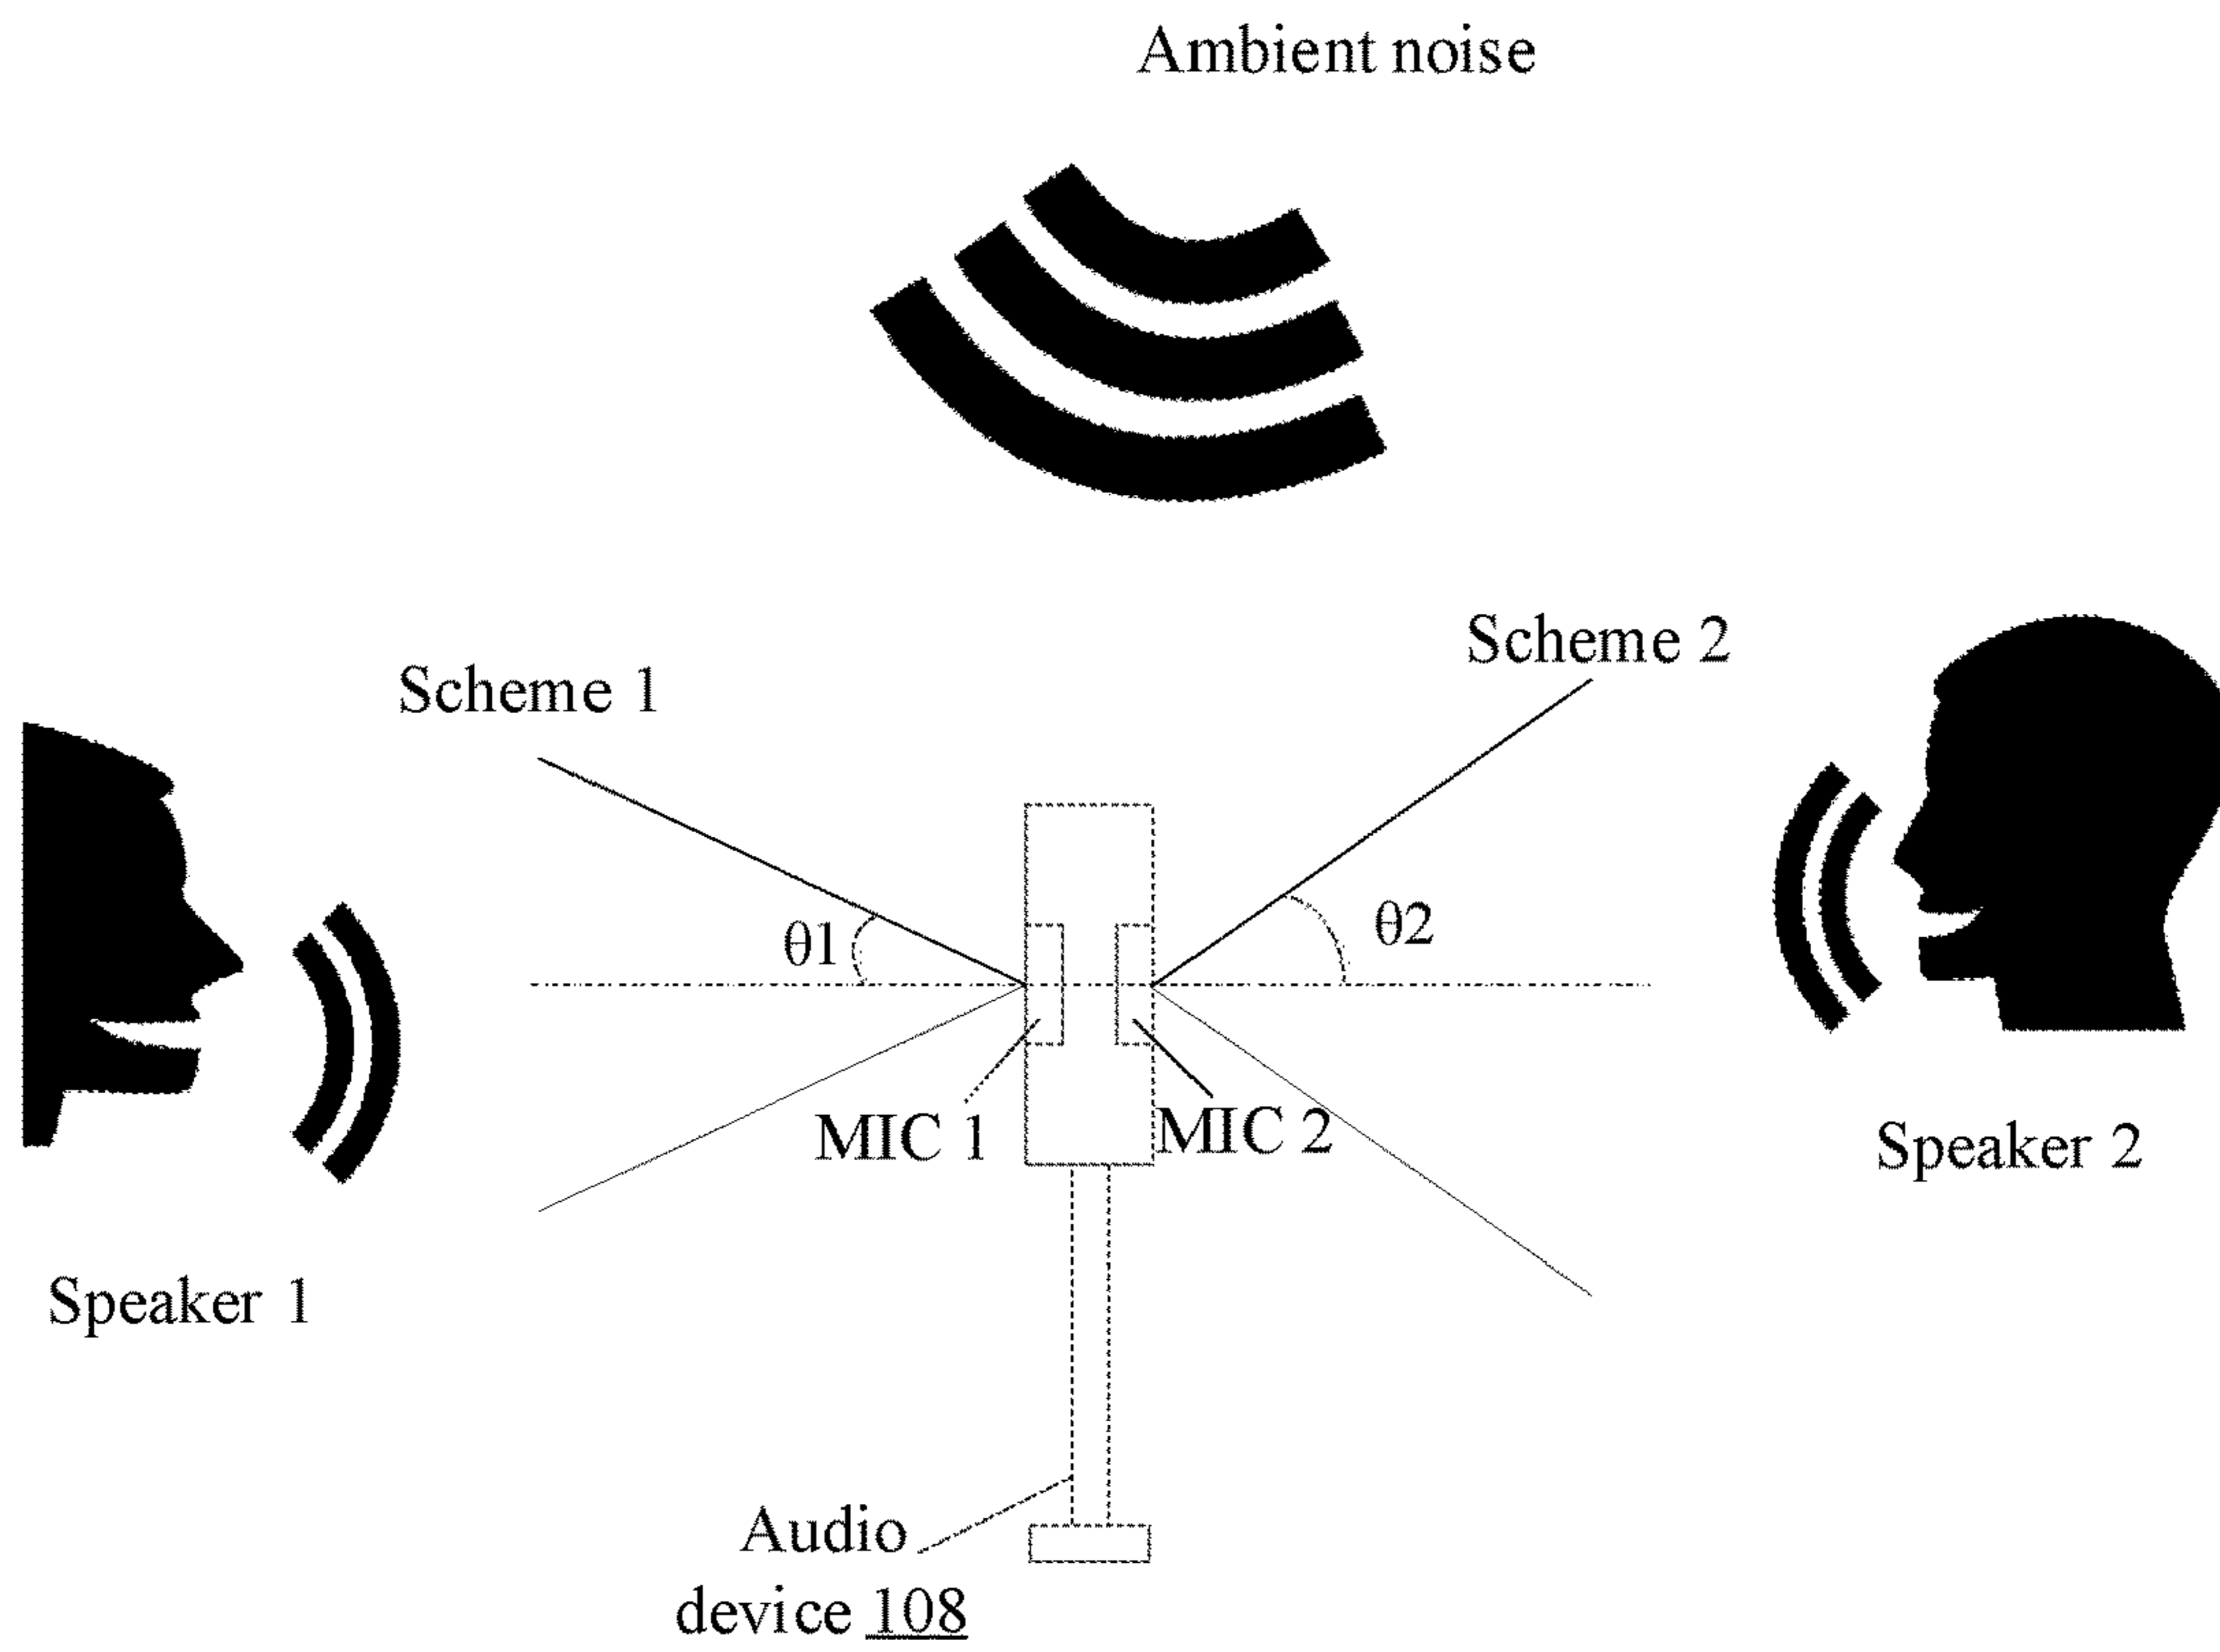 Ambient noise
Scheme 2
Scheme 1
θ1
θ2
MIC 1
MIC 2
Speaker 2
Speaker 1
Audio
device 108